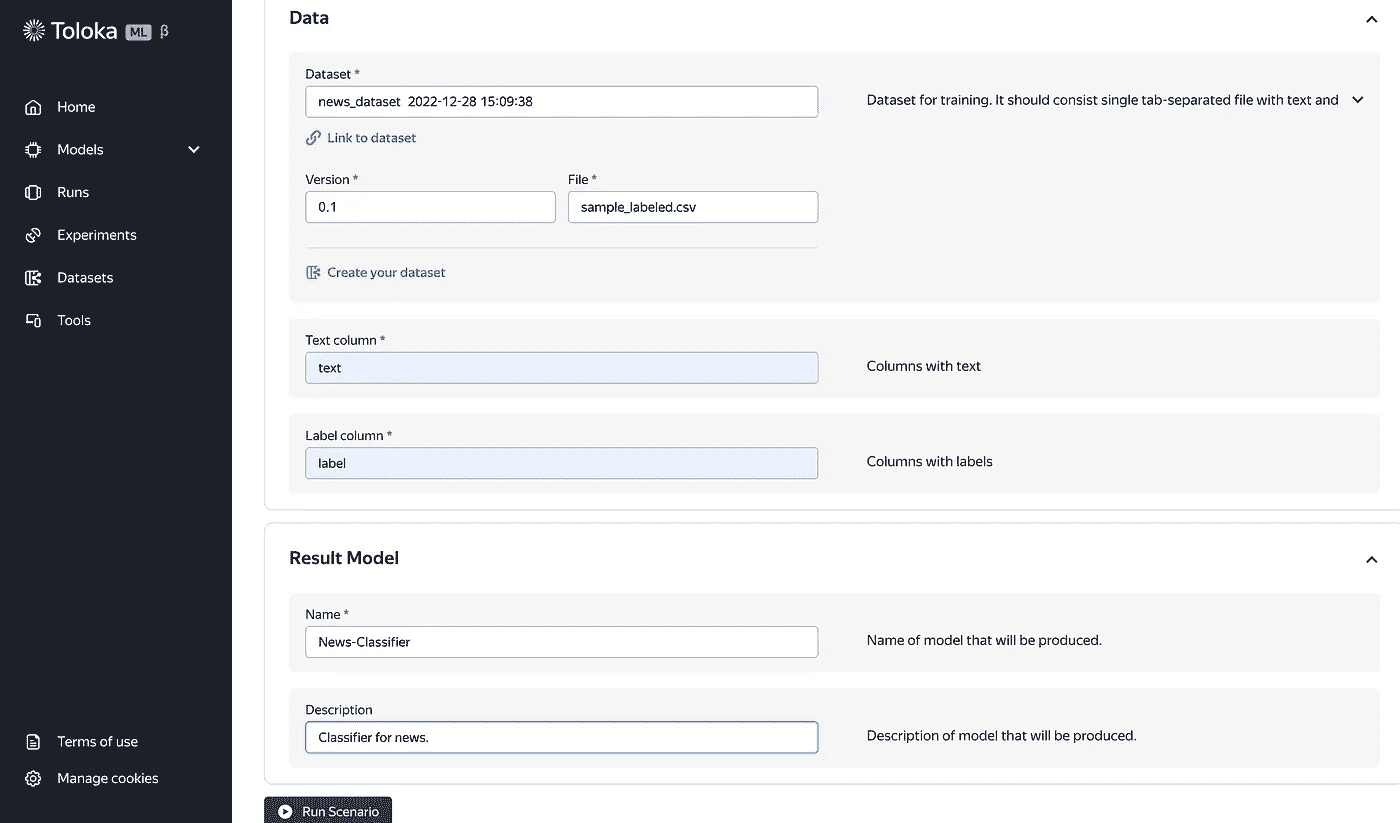 Toloka ML β
Home
Models
Runs
Experiments
Datasets
Tools
Terms of use
Manage cookies
Data
Dataset *
news_dataset 2022-12-28 15:09:38
Dataset for training. It should consist single tab-separated file with text and
Link to dataset
Version * File *
0.1 sample_labeled.csv
Create your dataset
Text column *
text
Columns with text
Label column *
label
Columns with labels
Result Model
Name *
News-Classifier
Name of model that will be produced.
Description
Classifier for news.
Description of model that will be produced.
Run Scenario